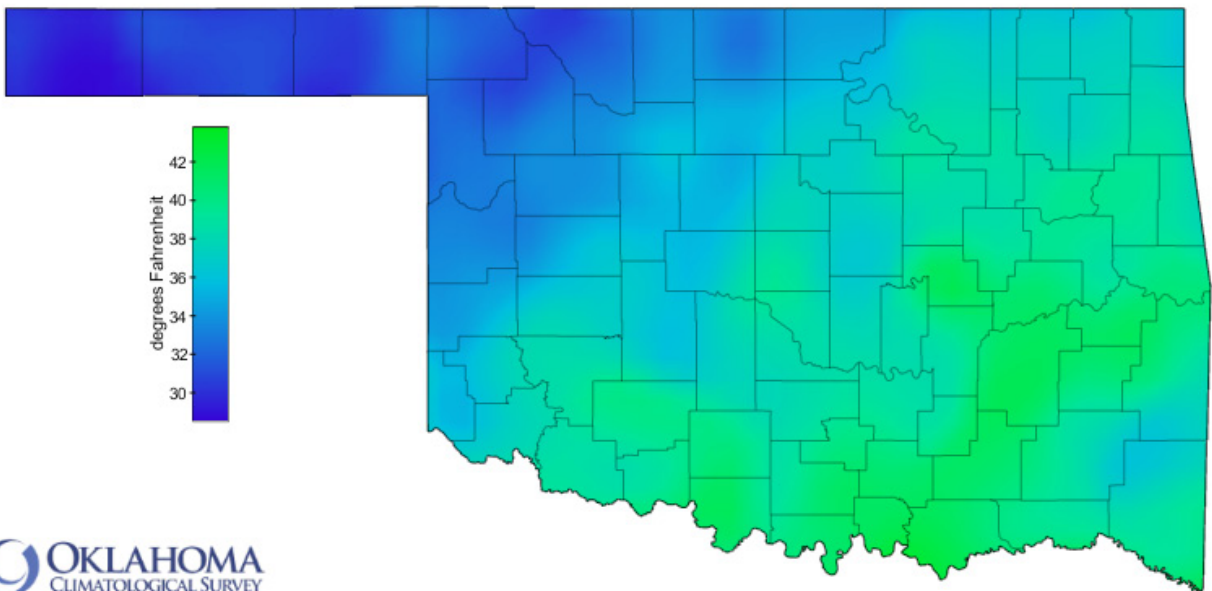 42
40
38
36
34
32
30
degrees Fahrenheit
OKLAHOMA
CLIMATOLOGICAL SURVEY